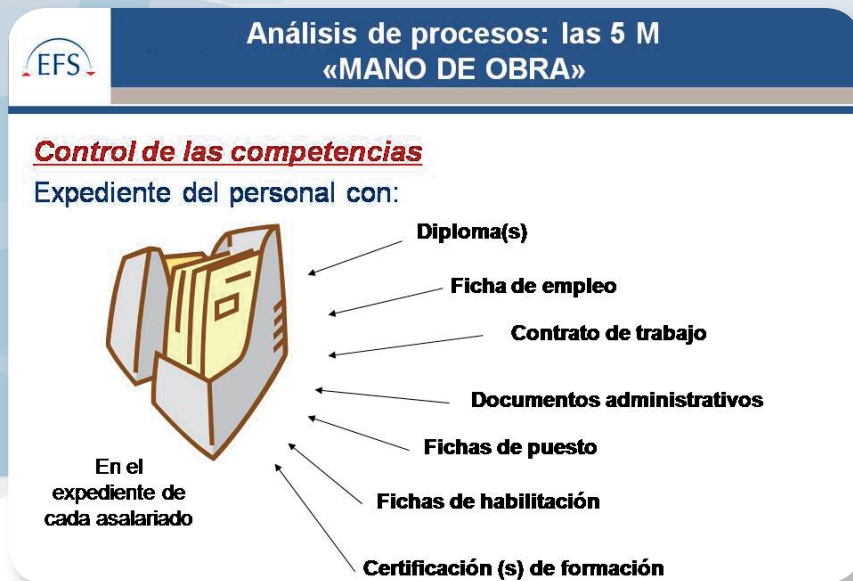 Análisis de procesos: las 5 M
«MANO DE OBRA»
EFS
Control de las competencias
Expediente del personal con:
Diploma(s)
Ficha de empleo
Contrato de trabajo
Documentos administrativos
Fichas de puesto
En el
expediente de
cada asalariado
Fichas de habilitación
Certificación (s) de formación